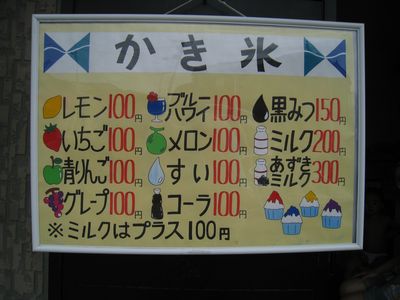 かき氷
レモン100円 ブルーハワイ100円 黒みつ150円
いちご100円 メロン100円 ミルク200円
青りんご100円 すい100円 あずきミルク300円
グレープ100円 コーラ100円
※ミルクはプラス100円